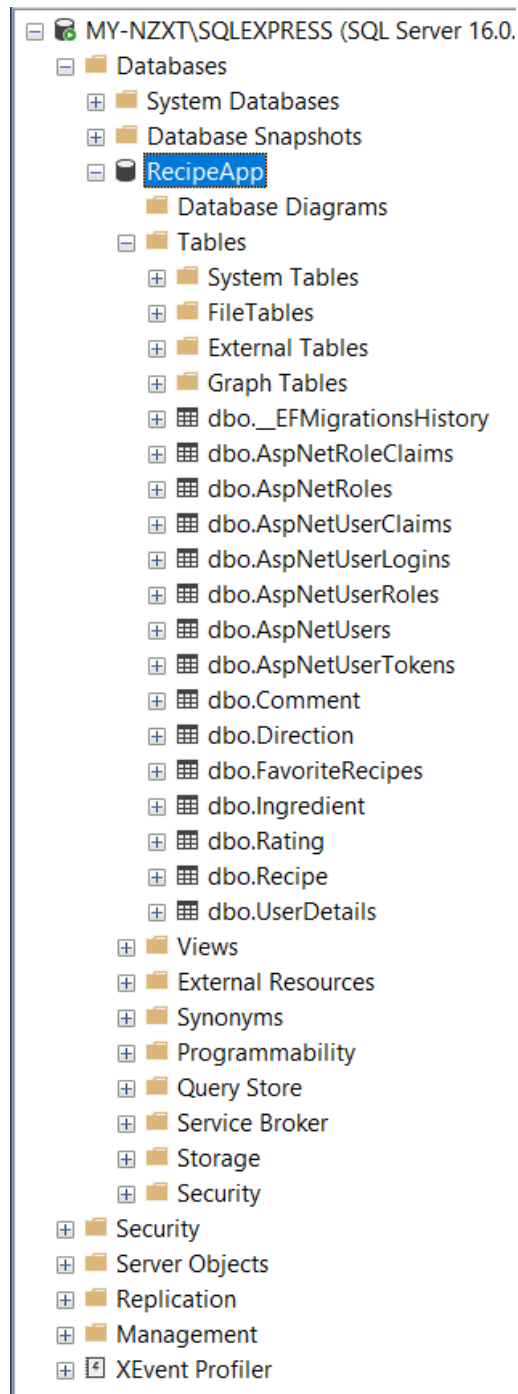 MY-NZXT\SQLEXPRESS (SQL Server 16.0.
Databases
System Databases
Database Snapshots
RecipeApp
Database Diagrams
Tables
System Tables
FileTables
External Tables
Graph Tables
dbo.__EFMigrationsHistory
dbo.AspNetRoleClaims
dbo.AspNetRoles
dbo.AspNetUserClaims
dbo.AspNetUserLogins
dbo.AspNetUserRoles
dbo.AspNetUsers
dbo.AspNetUserTokens
dbo.Comment
dbo.Direction
dbo.FavoriteRecipes
dbo.Ingredient
dbo.Rating
dbo.Recipe
dbo.UserDetails
Views
External Resources
Synonyms
Programmability
Query Store
Service Broker
Storage
Security
Security
Server Objects
Replication
Management
XEvent Profiler